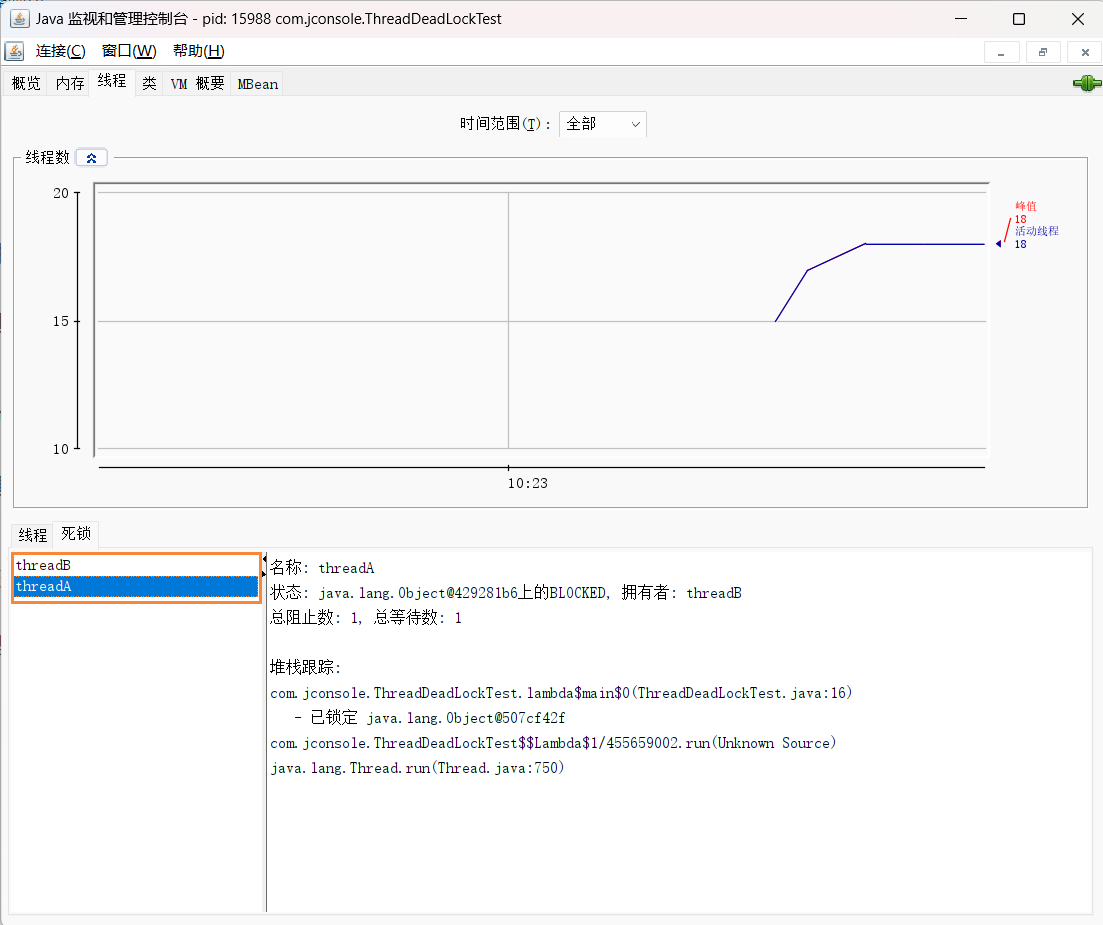 Java 监视和管理控制台 - pid: 15988 com.jconsole.ThreadDeadLockTest
连接(C) 窗口(W) 帮助(H)
概览 内存 线程 类 VM 概要 MBean
时间范围(T): 全部
线程数
20
15
10
10:23
峰值
18
活动线程
18
线程 死锁
threadB
threadA
名称: threadA
状态: java.lang.Object@429281b6上的BLOCKED, 拥有者: threadB
总阻止数: 1, 总等待数: 1
堆栈跟踪:
com.jconsole.ThreadDeadLockTest.lambda$main$0(ThreadDeadLockTest.java:16)
- 已锁定 java.lang.Object@507cf42f
com.jconsole.ThreadDeadLockTest$$Lambda$1/455659002.run(Unknown Source)
java.lang.Thread.run(Thread.java:750)